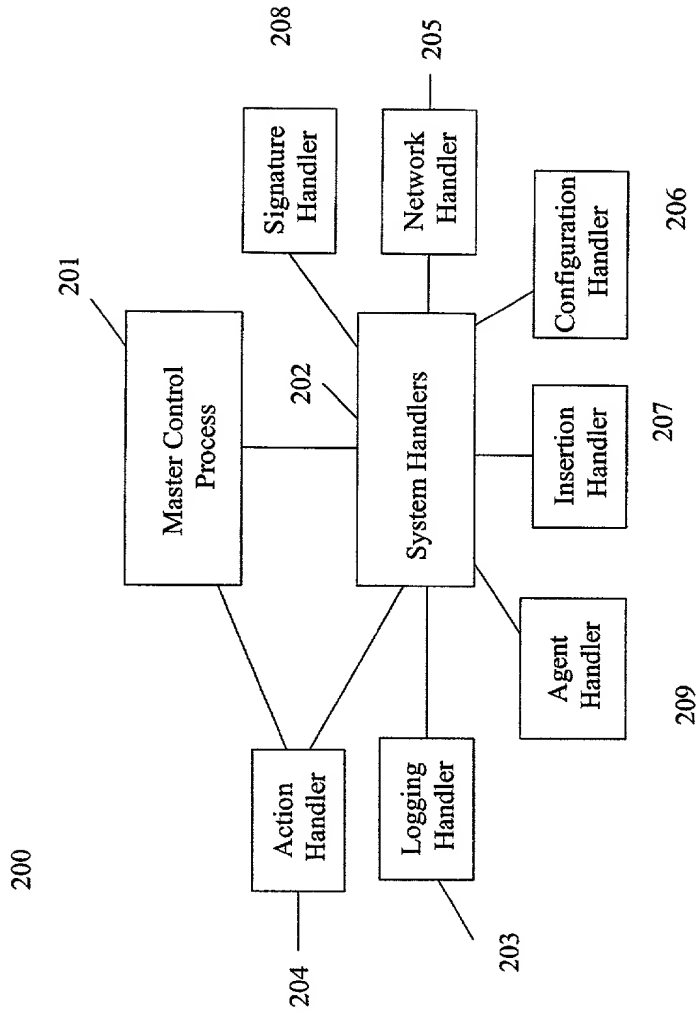 200
201
Master Control
Process
208
Signature
Handler
204
Action
Handler
202
System Handlers
205
Network
Handler
203
Logging
Handler
209
Agent
Handler
207
Insertion
Handler
206
Configuration
Handler